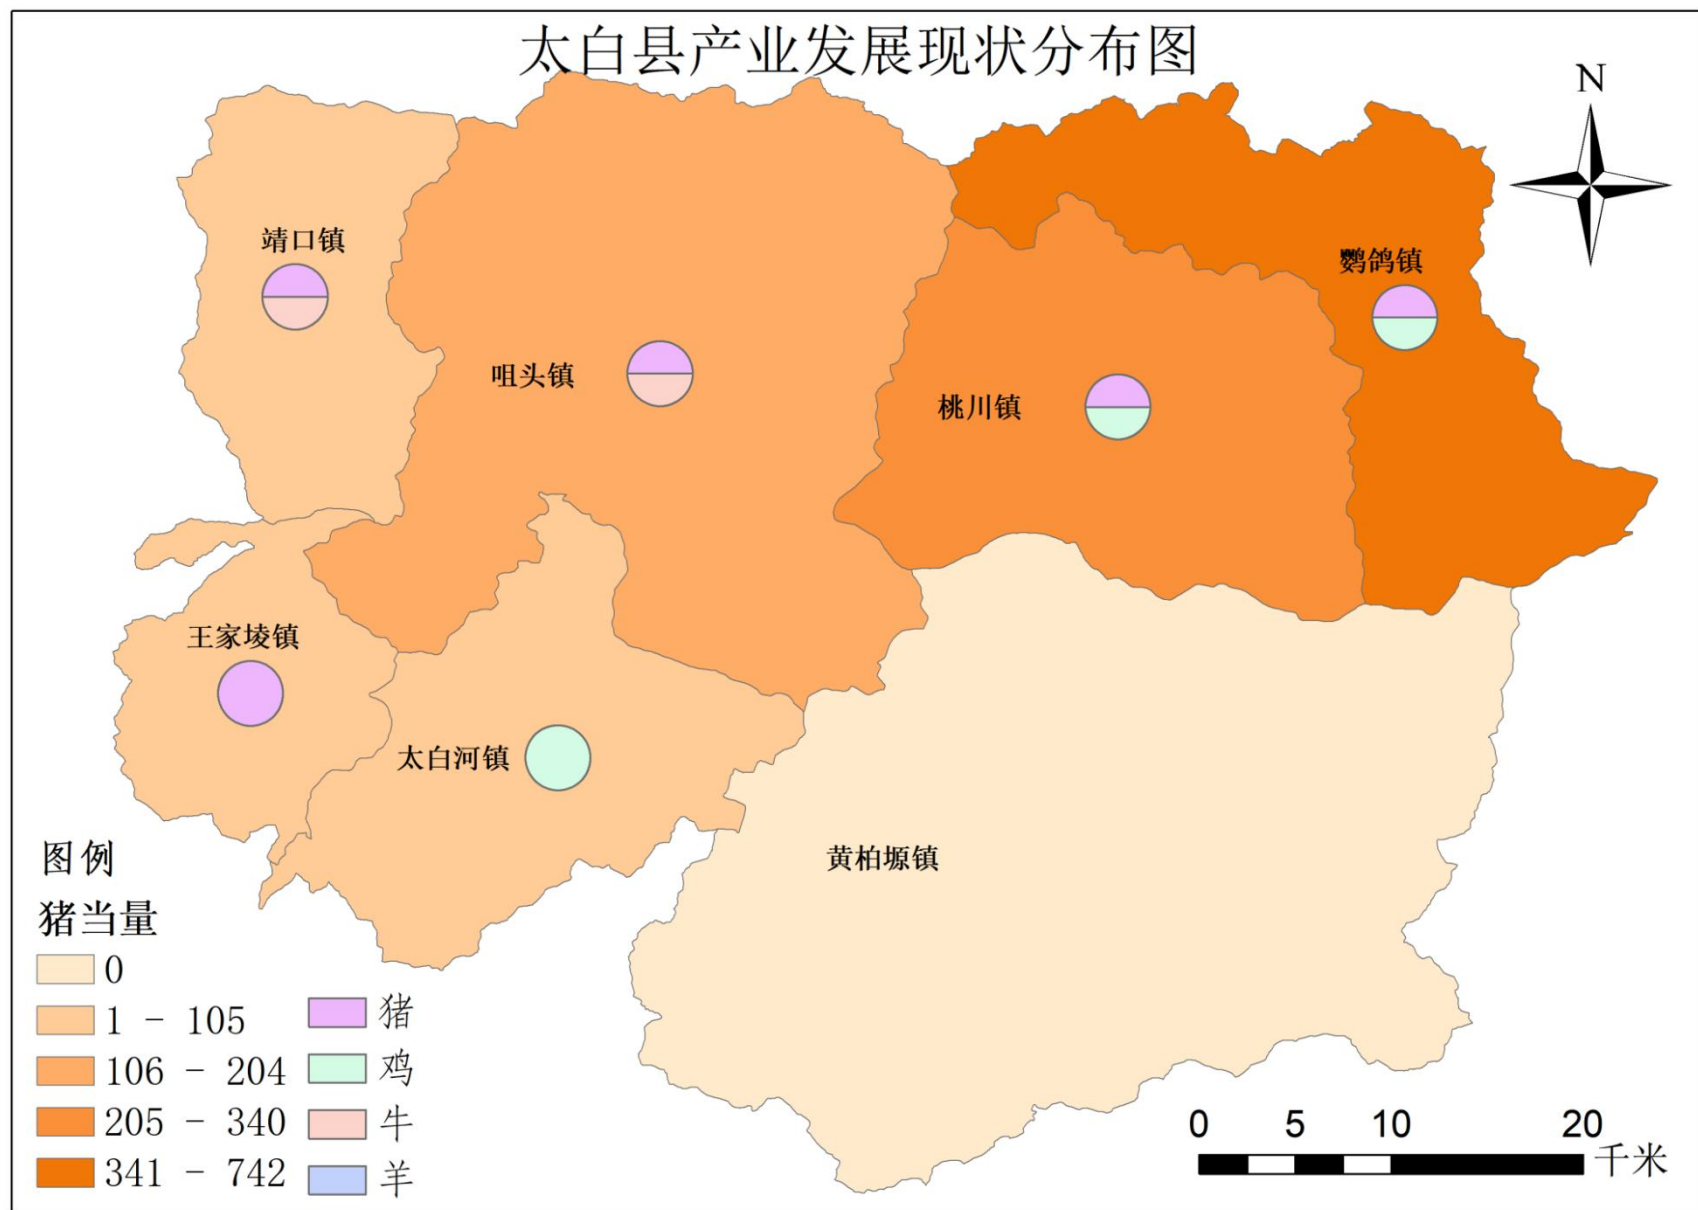 太白县产业发展现状分布图
N
靖口镇
鹦鸽镇
咀头镇
桃川镇
王家堎镇
太白河镇
黄柏塬镇
图例
猪当量
0
1 - 105
106 - 204
205 - 340
341 - 742
猪
鸡
牛
羊
0 5 10 20
千米